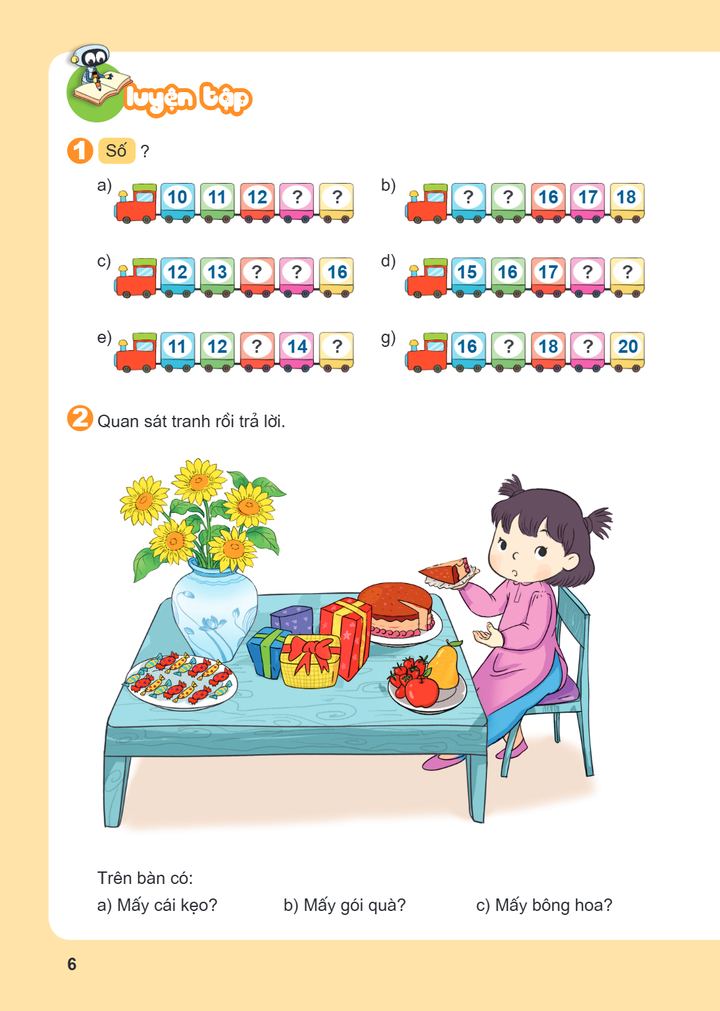 luyện tập
1 Số ?
a) 10 11 12 ? ? b) ? ? 16 17 18
c) 12 13 ? ? 16 d) 15 16 17 ? ?
e) 11 12 ? 14 ? g) 16 ? 18 ? 20
2 Quan sát tranh rồi trả lời.
Trên bàn có:
a) Mấy cái kẹo? b) Mấy gói quà? c) Mấy bông hoa?
6